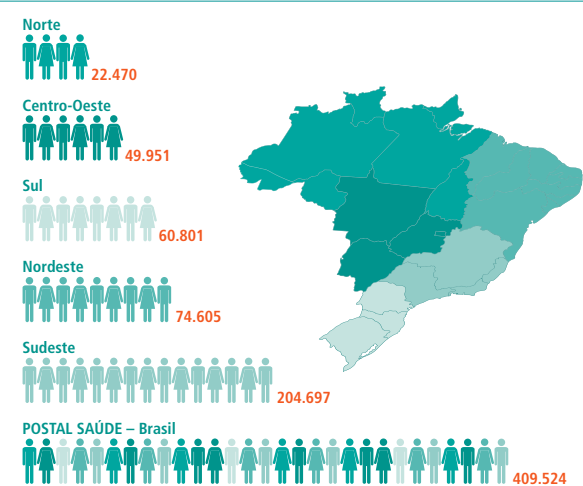 Norte
22.470
Centro-Oeste
49.951
Sul
60.801
Nordeste
74.605
Sudeste
204.697
POSTAL SAÚDE – Brasil
409.524